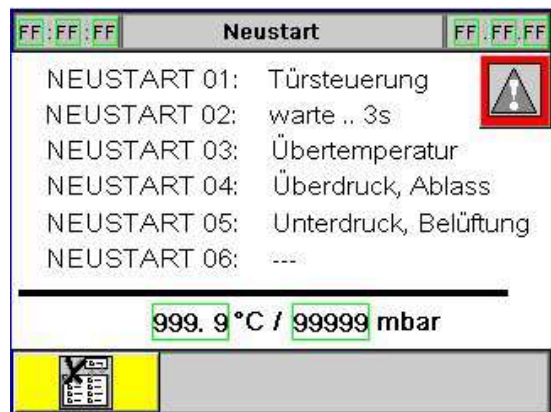 FF:FF:FF Neustart FF.FF.FF
NEUSTART 01: Türsteuerung
NEUSTART 02: warte .. 3s
NEUSTART 03: Übertemperatur
NEUSTART 04: Überdruck, Ablass
NEUSTART 05: Unterdruck, Belüftung
NEUSTART 06: ---
999. 9 °C / 99999 mbar